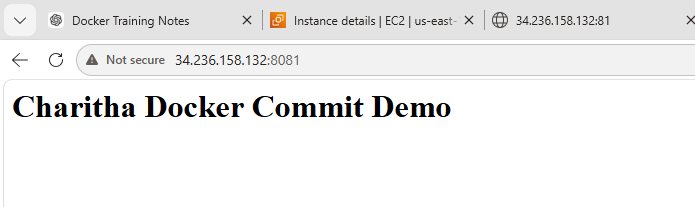 Docker Training Notes
Instance details | EC2 | us-east-
34.236.158.132:81
Not secure 34.236.158.132:8081
Charitha Docker Commit Demo